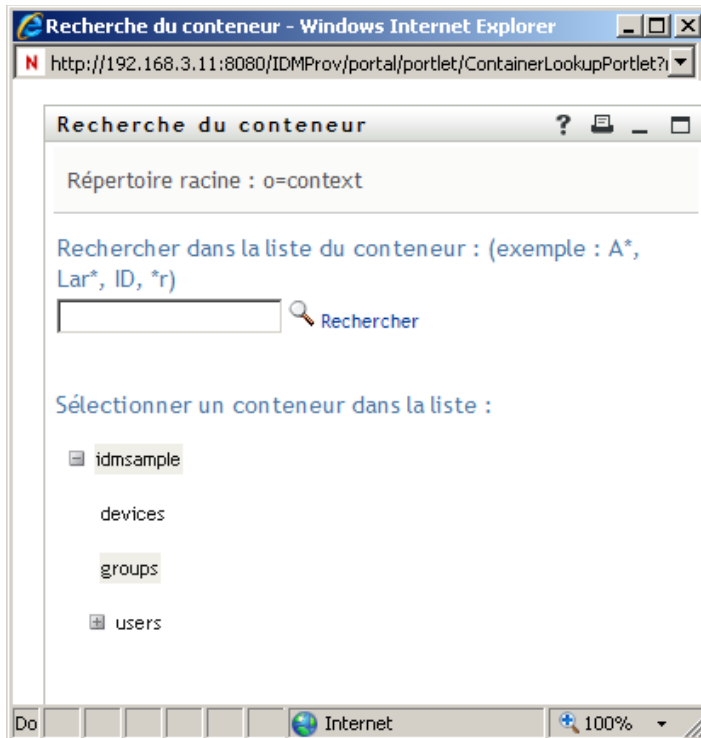 Recherche du conteneur - Windows Internet Explorer
N http://192.168.3.11:8080/IDMProv/portal/portlet/ContainerLookupPortlet?
Recherche du conteneur ?
Répertoire racine : o=context
Rechercher dans la liste du conteneur : (exemple : A*,
Lar*, ID, *r)
Rechercher
Sélectionner un conteneur dans la liste :
idmsample
devices
groups
users
Do Internet 100%